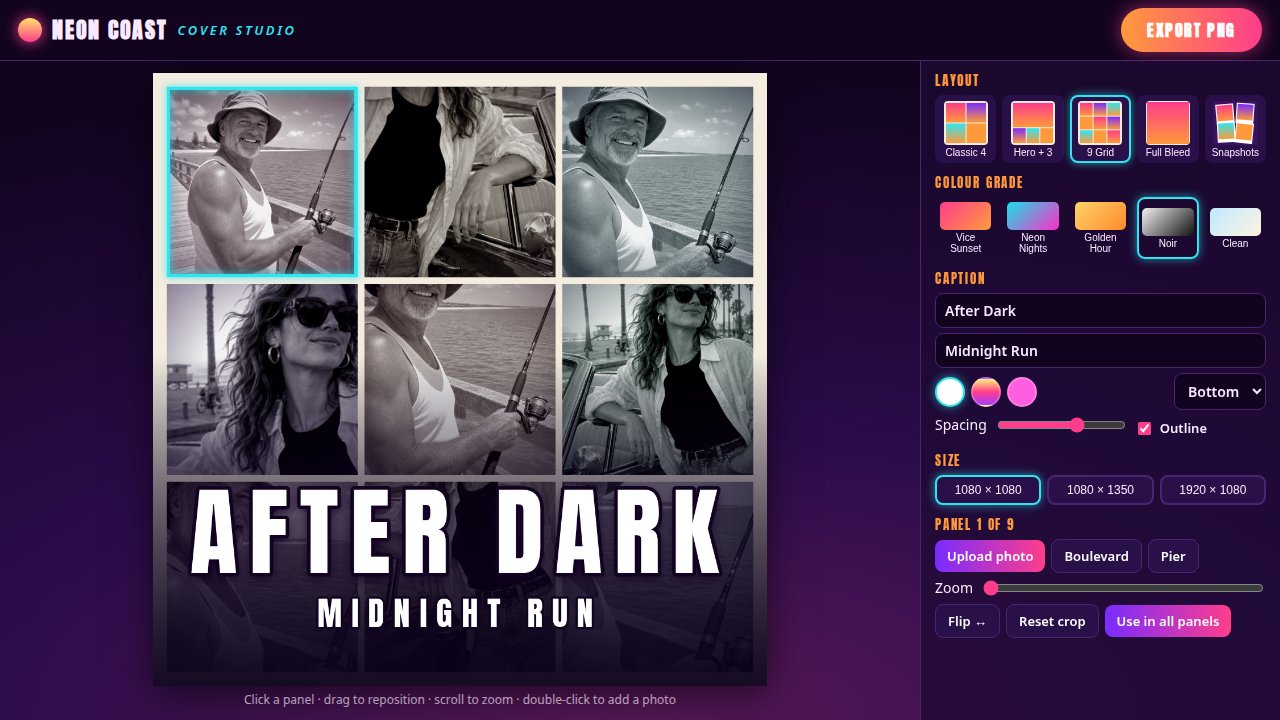 NEON COAST COVER STUDIO
EXPORT PNG
LAYOUT
Classic 4 Hero + 3 9 Grid Full Bleed Snapshots
COLOUR GRADE
Vice Sunset
Neon Nights
Golden Hour
Noir
Clean
CAPTION
After Dark
Midnight Run
Bottom
Spacing Outline
SIZE
1080 × 1080 1080 × 1350 1920 × 1080
PANEL 1 OF 9
Upload photo Boulevard Pier
Zoom
Flip ↔ Reset crop Use in all panels
AFTER DARK
MIDNIGHT RUN
Click a panel · drag to reposition · scroll to zoom · double-click to add a photo